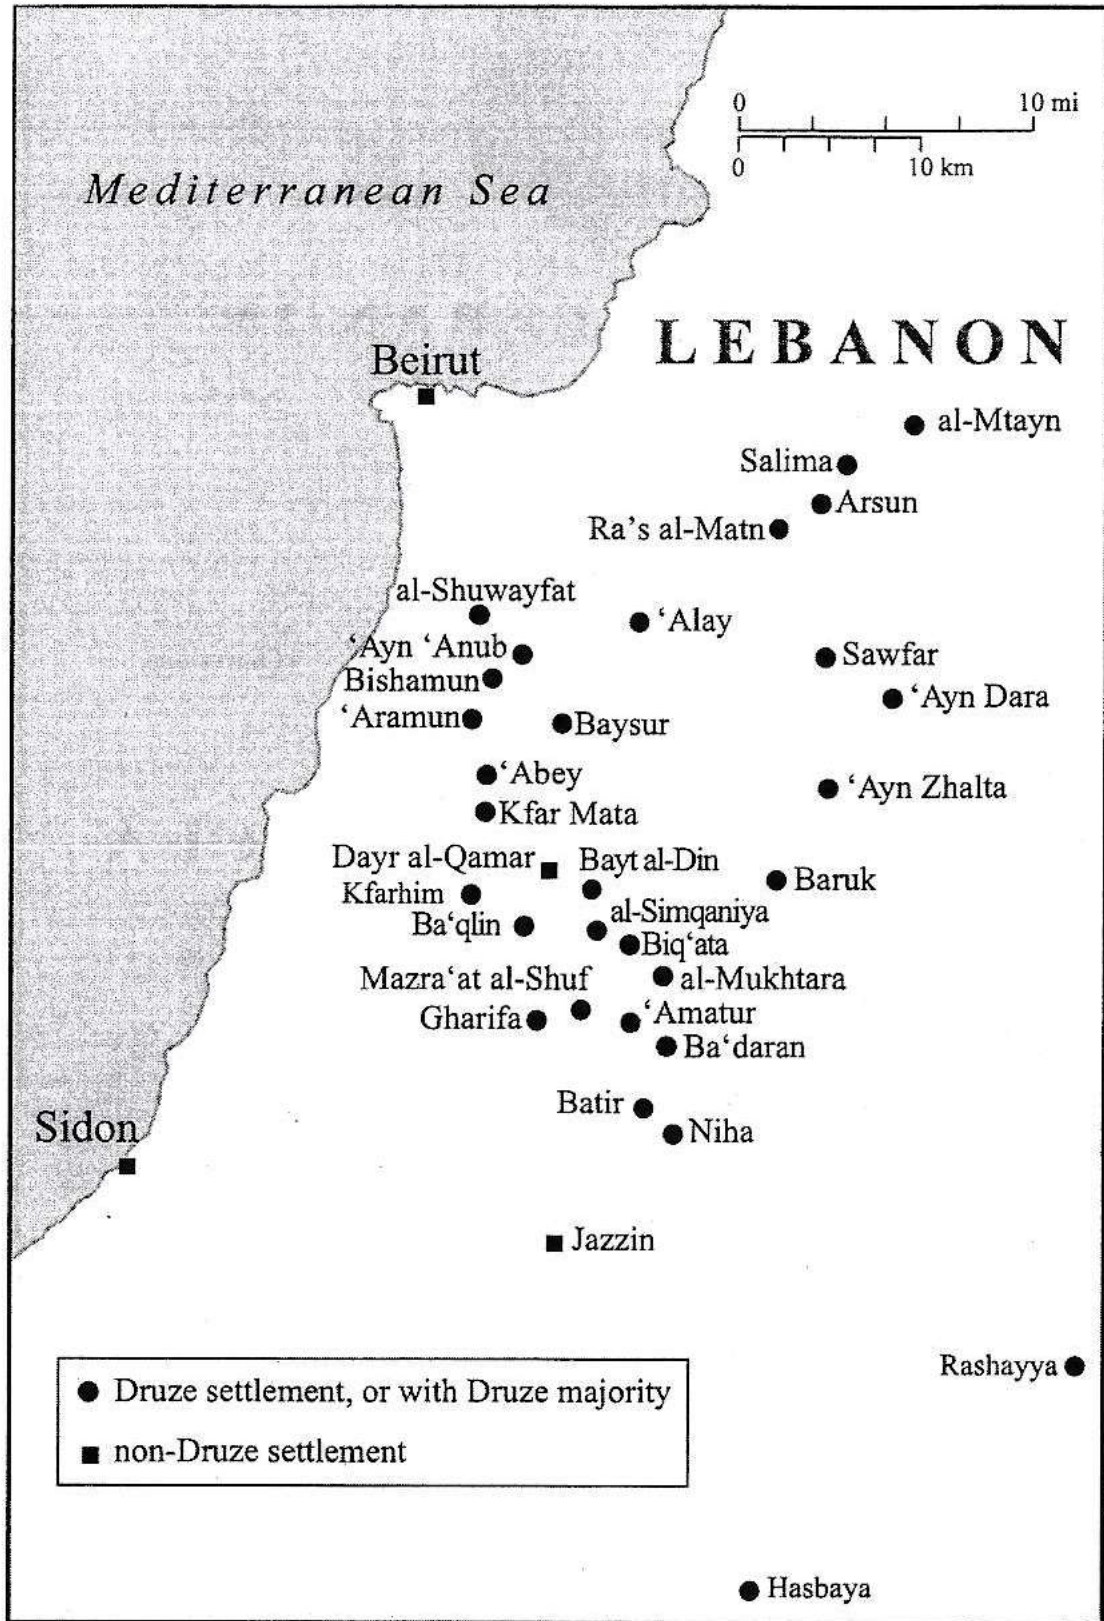 0 10 mi
0 10 km
Mediterranean Sea
LEBANON
Beirut
al-Mtayn
Salima
Arsun
Ra's al-Matn
al-Shuwayfat
‘Alay
‘Ayn ‘Anub
Sawfar
Bishamun
‘Ayn Dara
‘Aramun
Baysur
‘Abey
‘Ayn Zhalta
Kfar Mata
Dayr al-Qamar
Bayt al-Din
Baruk
Kfarhim
al-Simqaniya
Ba‘qlin
Biq‘ata
Mazra‘at al-Shuf
al-Mukhtara
Gharifa
‘Amatur
Ba‘daran
Batir
Sidon
Niha
Jazzin
Rashayya
Druze settlement, or with Druze majority
non-Druze settlement
Hasbaya